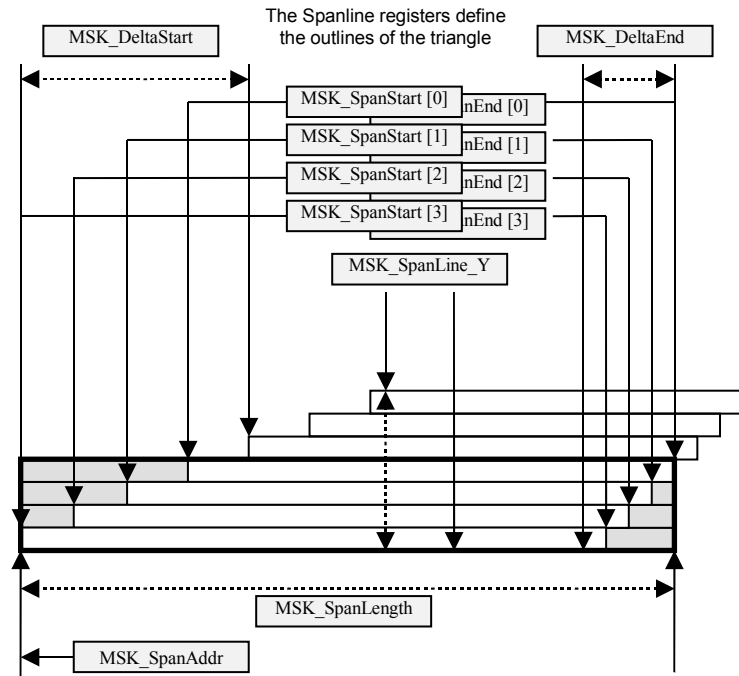 The Spanline registers define
the outlines of the triangle
MSK_DeltaStart
MSK_DeltaEnd
MSK_SpanStart [0]
nEnd [0]
MSK_SpanStart [1]
nEnd [1]
MSK_SpanStart [2]
nEnd [2]
MSK_SpanStart [3]
nEnd [3]
MSK_SpanLine_Y
MSK_SpanLength
MSK_SpanAddr